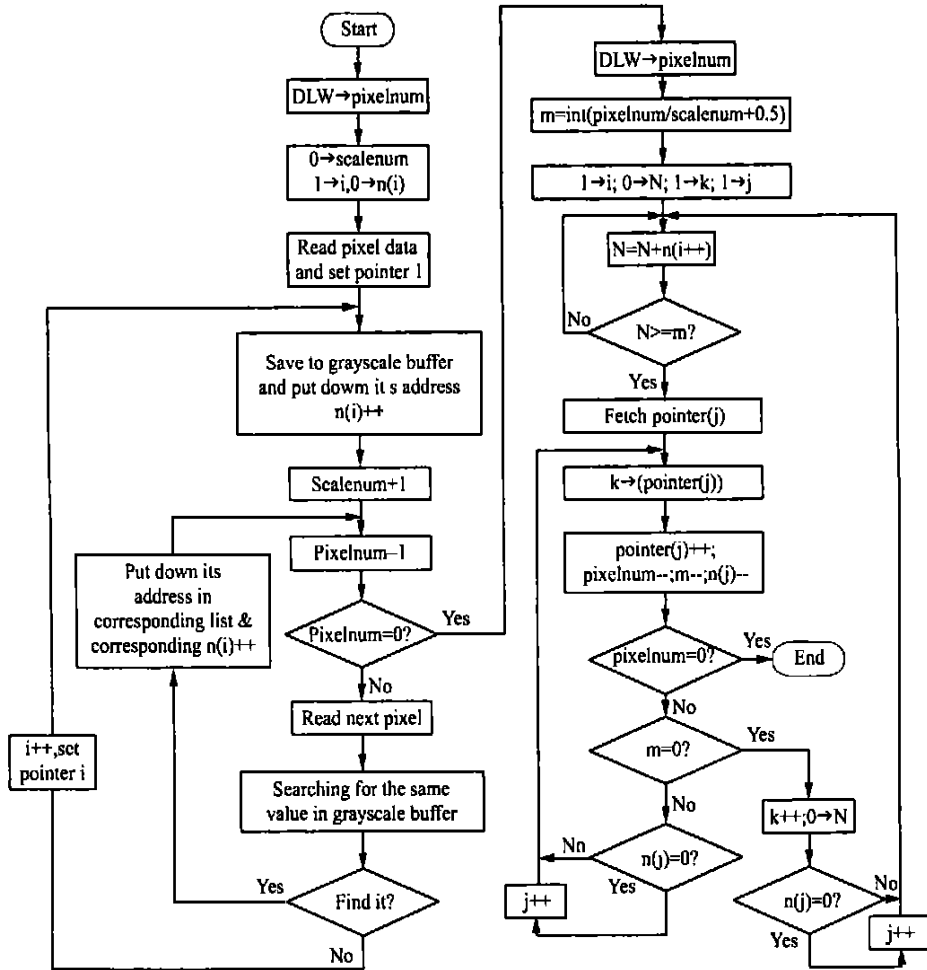 Start
DLW→pixelnum
0→scalenum
1→i,0→n(i)
Read pixel data
and set pointer 1
Save to grayscale buffer
and put dowm it s address
n(i)++
Scalenum+1
Pixelnum−1
Put down its
address in
corresponding list &
corresponding n(i)++
Pixelnum=0?
Yes
No
Read next pixel
i++,sct
pointer i
Searching for the same
value in grayscale buffer
Yes
Find it?
No
DLW→pixelnum
m=int(pixelnum/scalenum+0.5)
1→i; 0→N; 1→k; 1→j
N=N+n(i++)
No
N>=m?
Yes
Fetch pointer(j)
k→(pointer(j))
pointer(j)++;
pixelnum--;m--;n(j)--
pixelnum=0?
Yes
End
No
m=0?
Yes
No
k++;0→N
Nn
n(j)=0?
Yes
j++
n(j)=0?
No
Yes
j++